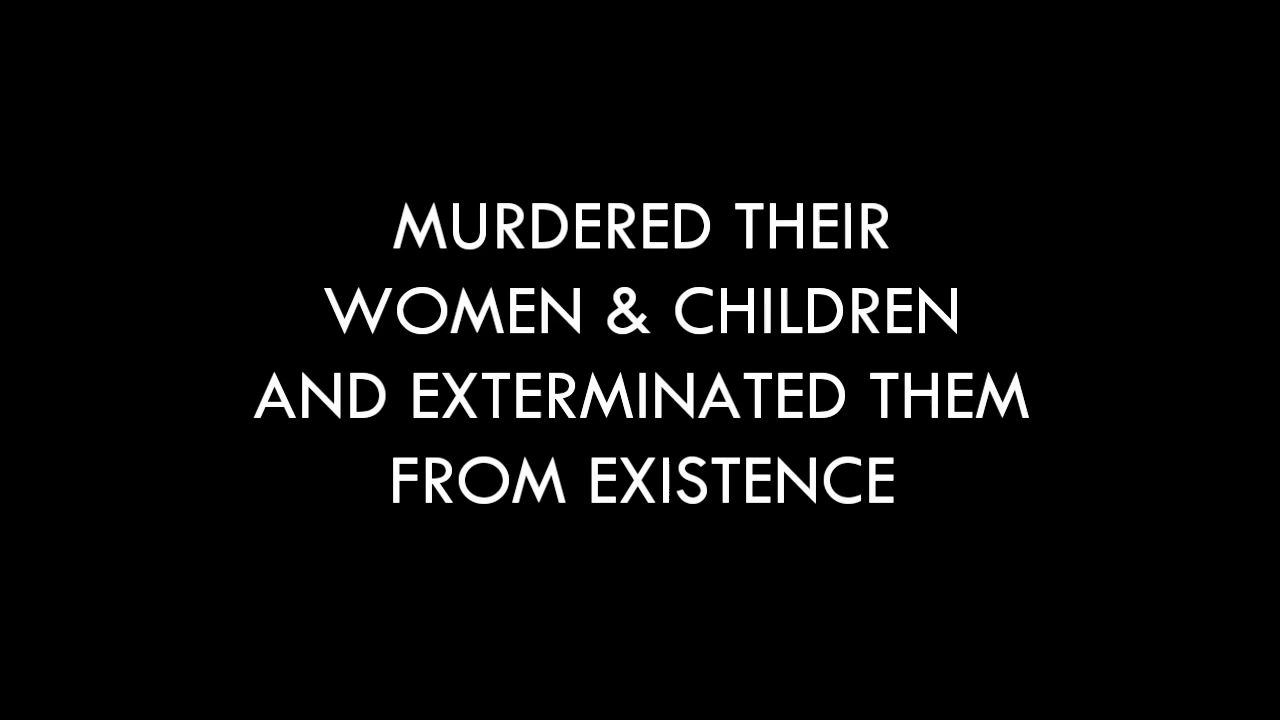 MURDERED THEIR
WOMEN & CHILDREN
AND EXTERMINATED THEM
FROM EXISTENCE